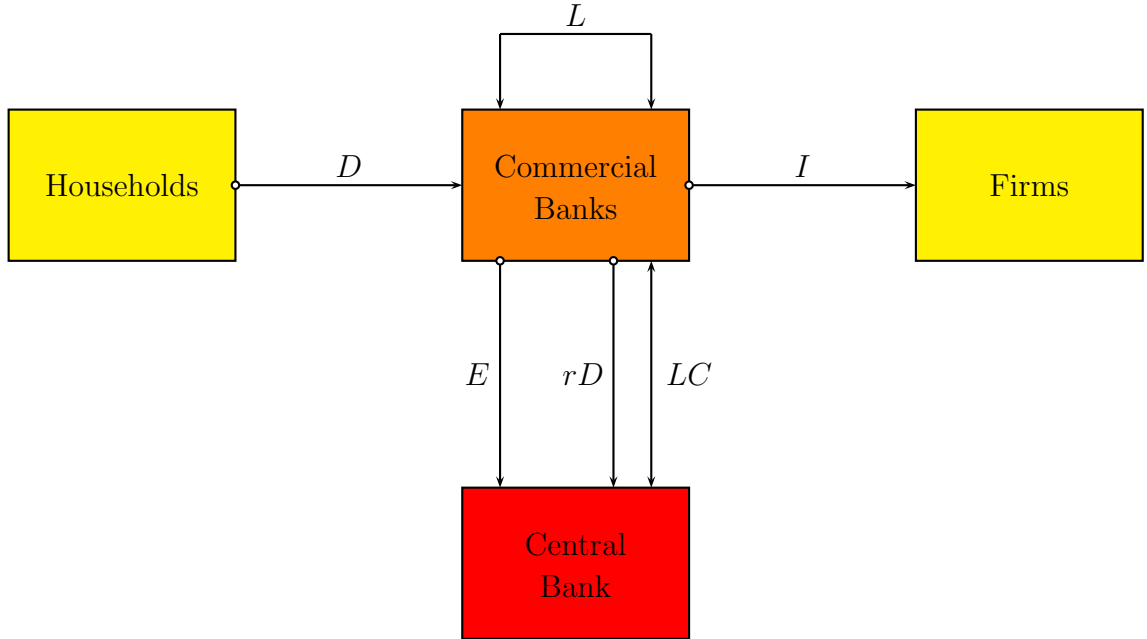 L
Households
D
Commercial
Banks
I
Firms
E
rD
LC
Central
Bank